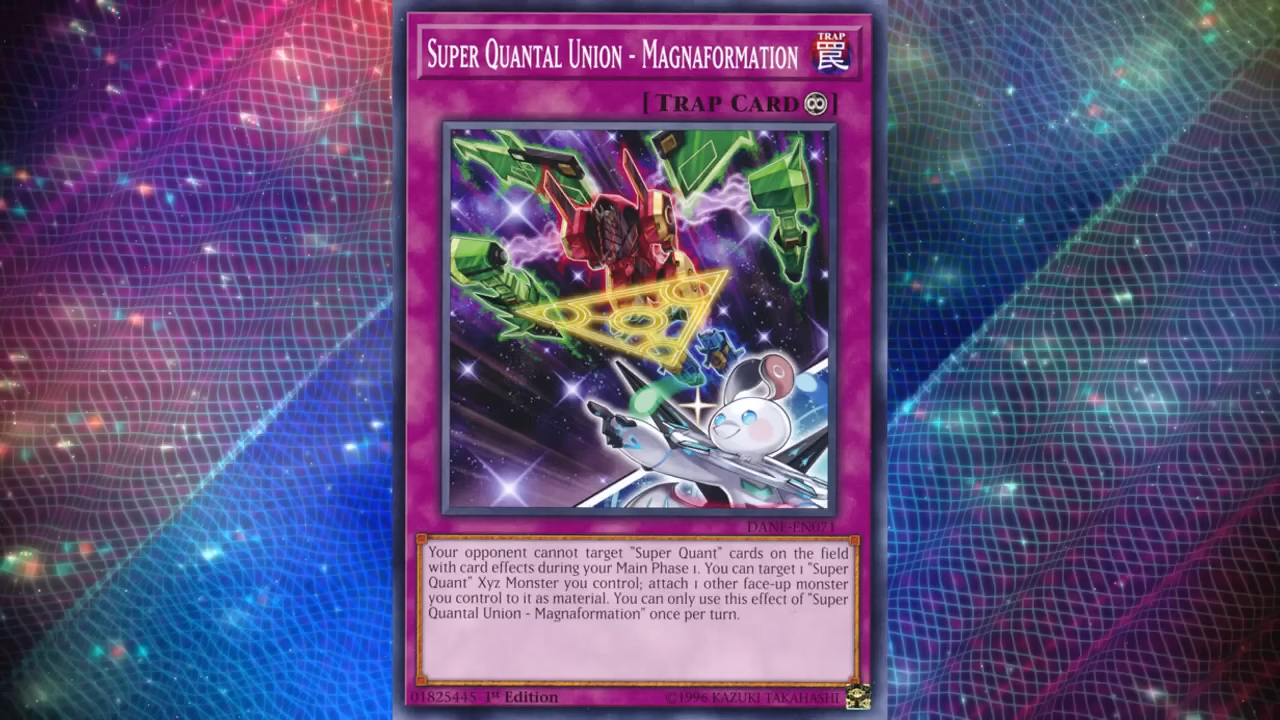 Super Quantal Union - Magnaformation
TRAP
罠
[ Trap Card ]
DANE-EN071
Your opponent cannot target "Super Quant" cards on the field
with card effects during your Main Phase 1. You can target 1 "Super
Quant" Xyz Monster you control; attach 1 other face-up monster
you control to it as material. You can only use this effect of "Super
Quantal Union - Magnaformation" once per turn.
01825445 1st Edition
©1996 KAZUKI TAKAHASHI